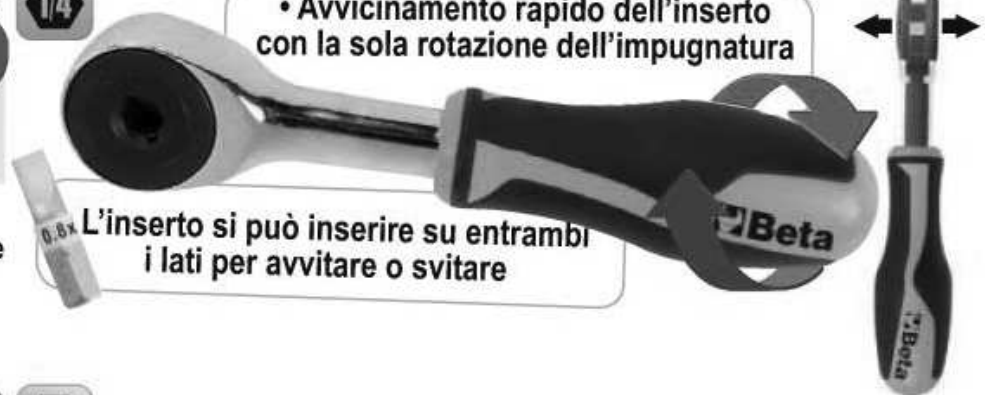 1/4
• Avvicinamento rapido dell'inserto
con la sola rotazione dell'impugnatura
0.8x
L'inserto si può inserire su entrambi
i lati per avvitare o svitare
Beta
Beta
e